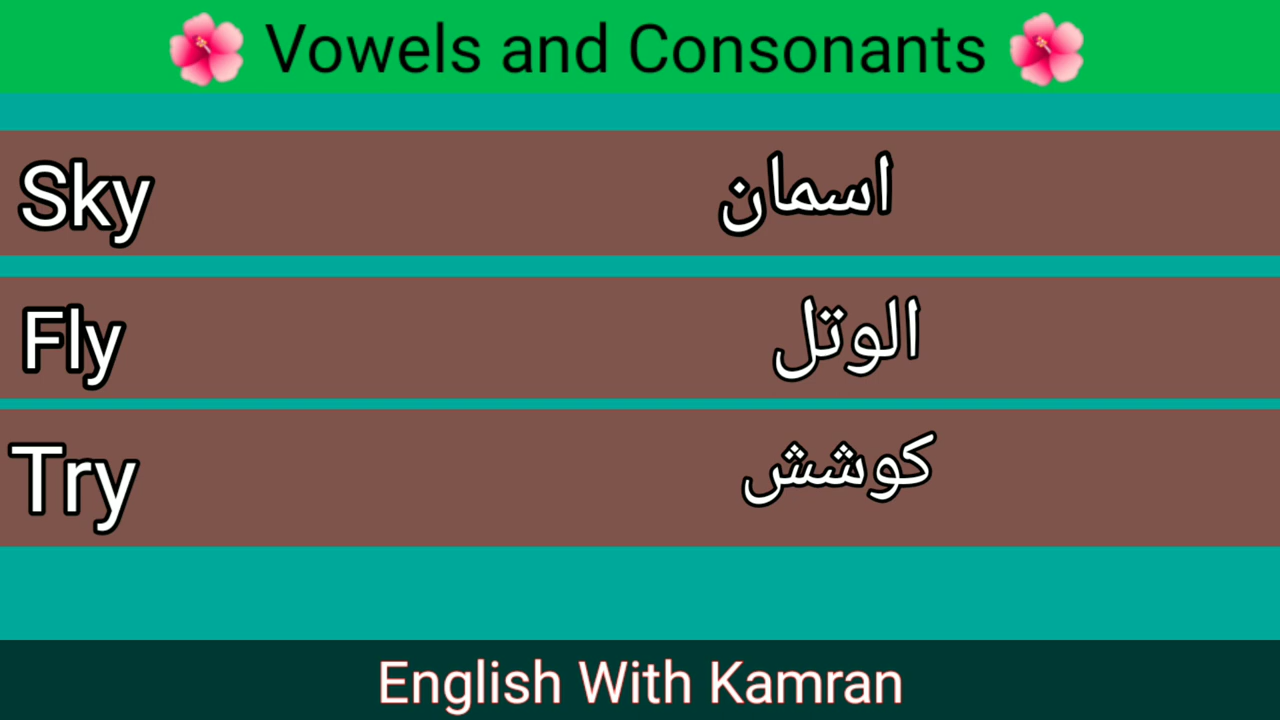 🌺 Vowels and Consonants 🌺
Sky اسمان
Fly الوتل
Try کوشش
English With Kamran